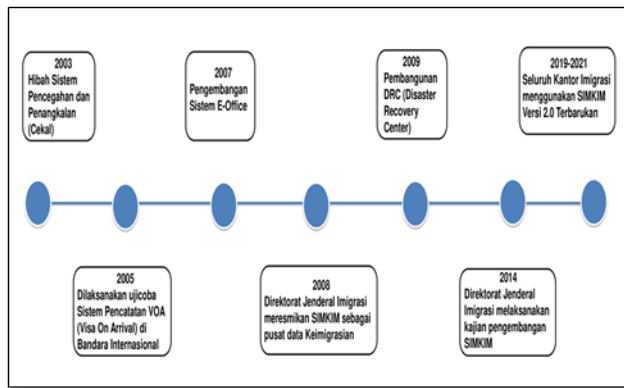 2003
Hibah Sistem
Pencegahan dan
Penangkalan
(Cekal)
2005
Dilaksanakan ujicoba
Sistem Pencatatan VOA
(Visa On Arrival) di
Bandara Internasional
2007
Pengembangan
Sistem E-Office
2008
Direktorat Jenderal Imigrasi
meresmikan SIMKIM sebagai
pusat data Keimigrasian
2009
Pembangunan
DRC (Disaster
Recovery
Center)
2014
Direktorat Jenderal
Imigrasi melaksanakan
kajian pengembangan
SIMKIM
2019-2021
Seluruh Kantor Imigrasi
menggunakan SIMKIM
Versi 2.0 Terbarukan